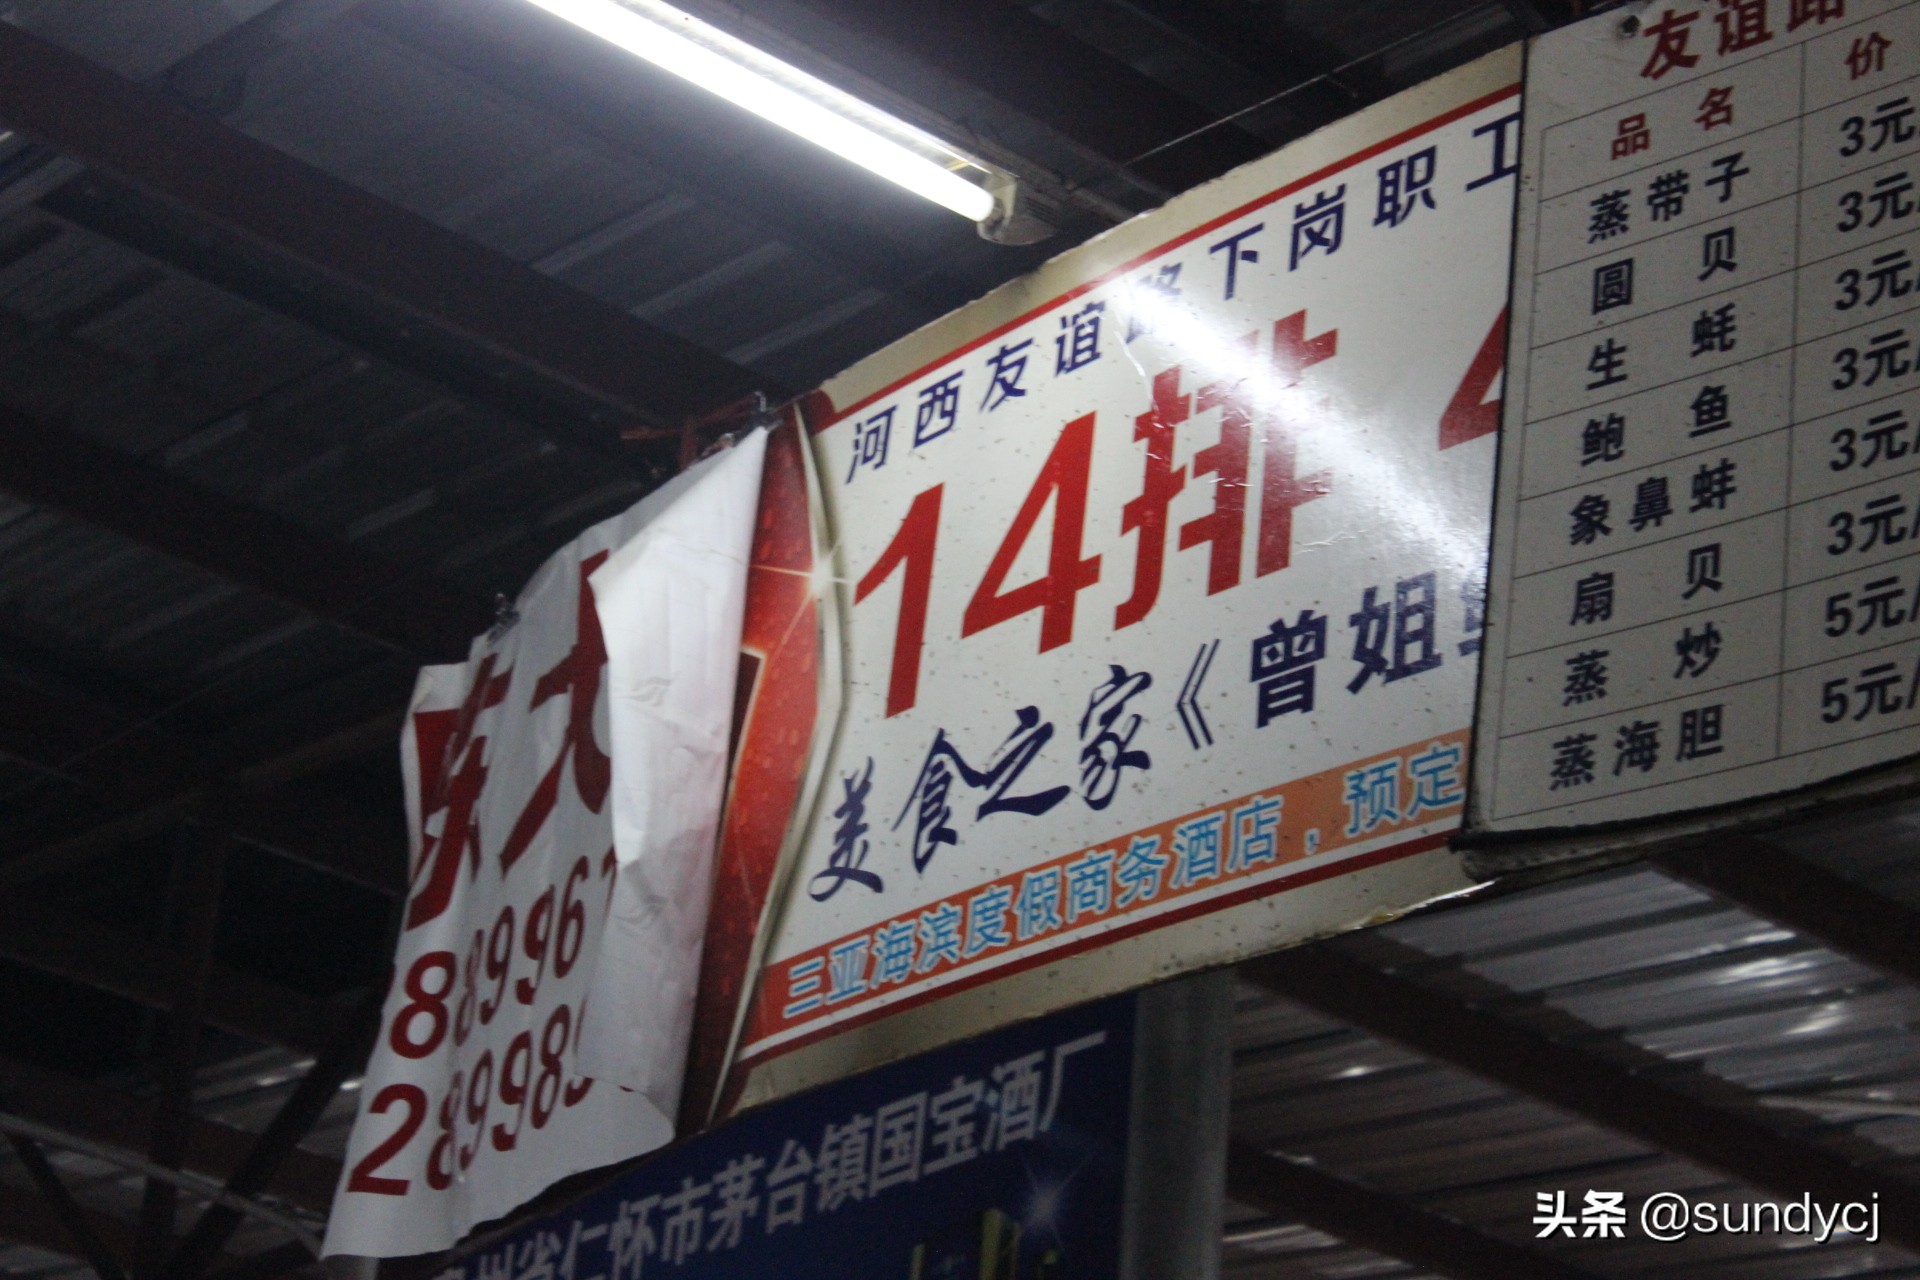 河西友谊路下岗职工
14排 4
美食之家《曾姐
三亚海滨度假商务酒店，预定
友谊路
品名 价
蒸带子 3元
圆贝 3元
生蚝 3元/
鲍鱼 3元/
象鼻蚌 3元/
扇贝 3元/
蒸炒 5元/
蒸海胆 5元/
889967
289989
州省仁怀市茅台镇国宝酒厂
头条 @sundycj